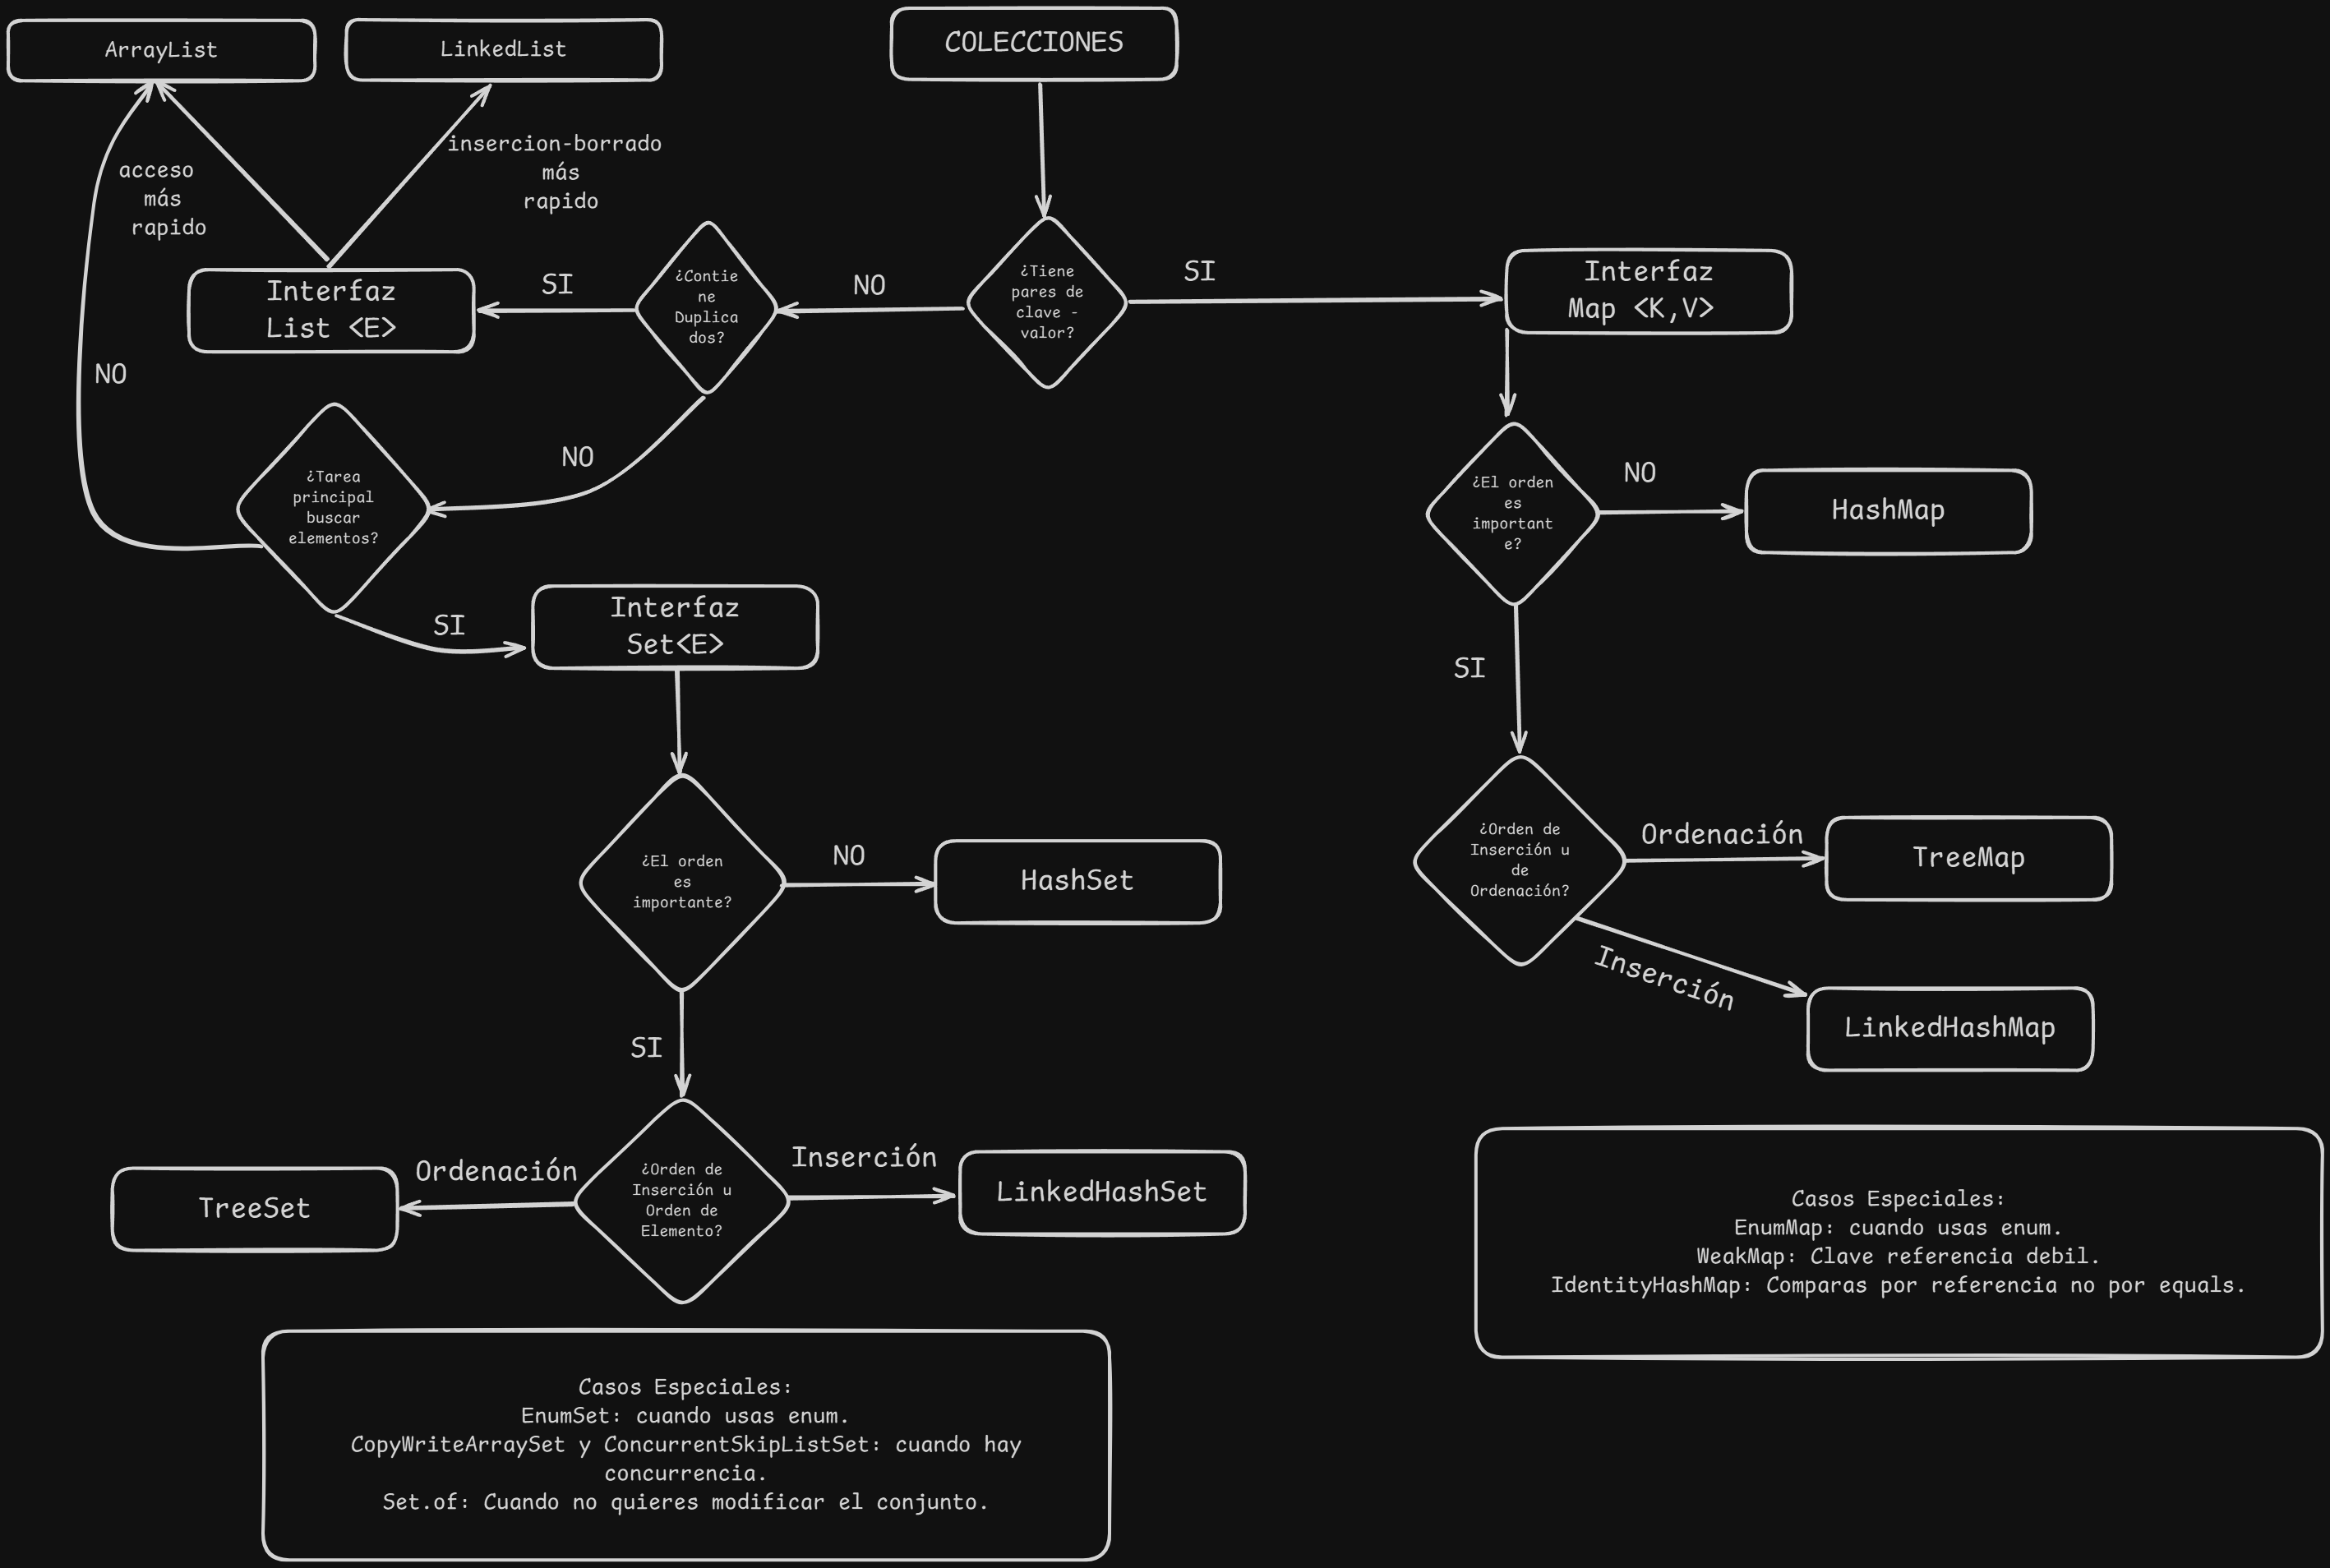 ArrayList
LinkedList
COLECCIONES
acceso
más
rapido
insercion-borrado
más
rapido
Interfaz
List <E>
SI
¿Contie
ne
Duplica
dos?
NO
¿Tiene
pares de
clave -
valor?
SI
Interfaz
Map <K,V>
NO
¿Tarea
principal
buscar
elementos?
NO
¿El orden
es
important
e?
NO
HashMap
SI
Interfaz
Set<E>
SI
¿El orden
es
importante?
NO
HashSet
¿Orden de
Inserción u
de
Ordenación?
Ordenación
TreeMap
Inserción
LinkedHashMap
SI
TreeSet
Ordenación
¿Orden de
Inserción u
Orden de
Elemento?
Inserción
LinkedHashSet
Casos Especiales:
EnumMap: cuando usas enum.
WeakMap: Clave referencia debil.
IdentityHashMap: Comparas por referencia no por equals.
Casos Especiales:
EnumSet: cuando usas enum.
CopyWriteArraySet y ConcurrentSkipListSet: cuando hay
concurrencia.
Set.of: Cuando no quieres modificar el conjunto.